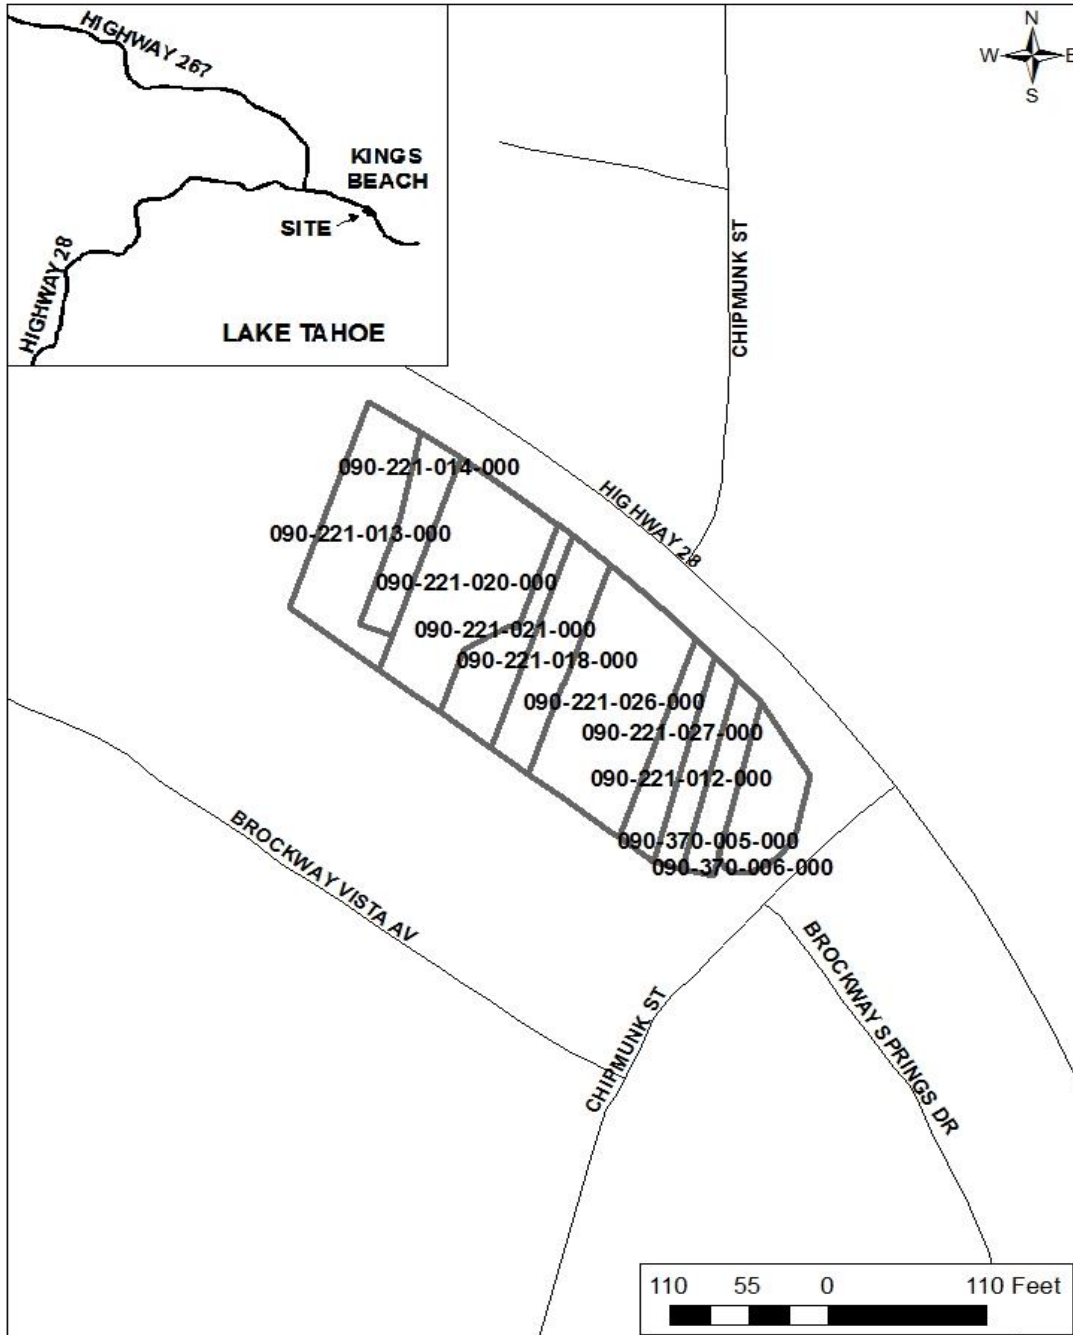 HIGHWAY 267
KINGS
BEACH
SITE
HIGHWAY 28
LAKE TAHOE
N
W
E
S
CHIPMUNK ST
HIGHWAY 28
090-221-014-000
090-221-013-000
090-221-020-000
090-221-021-000
090-221-018-000
090-221-026-000
090-221-027-000
090-221-012-000
090-370-005-000
090-370-006-000
BROCKWAY VISTA AV
CHIPMUNK ST
BROCKWAY SPRINGS DR
110 55 0 110 Feet